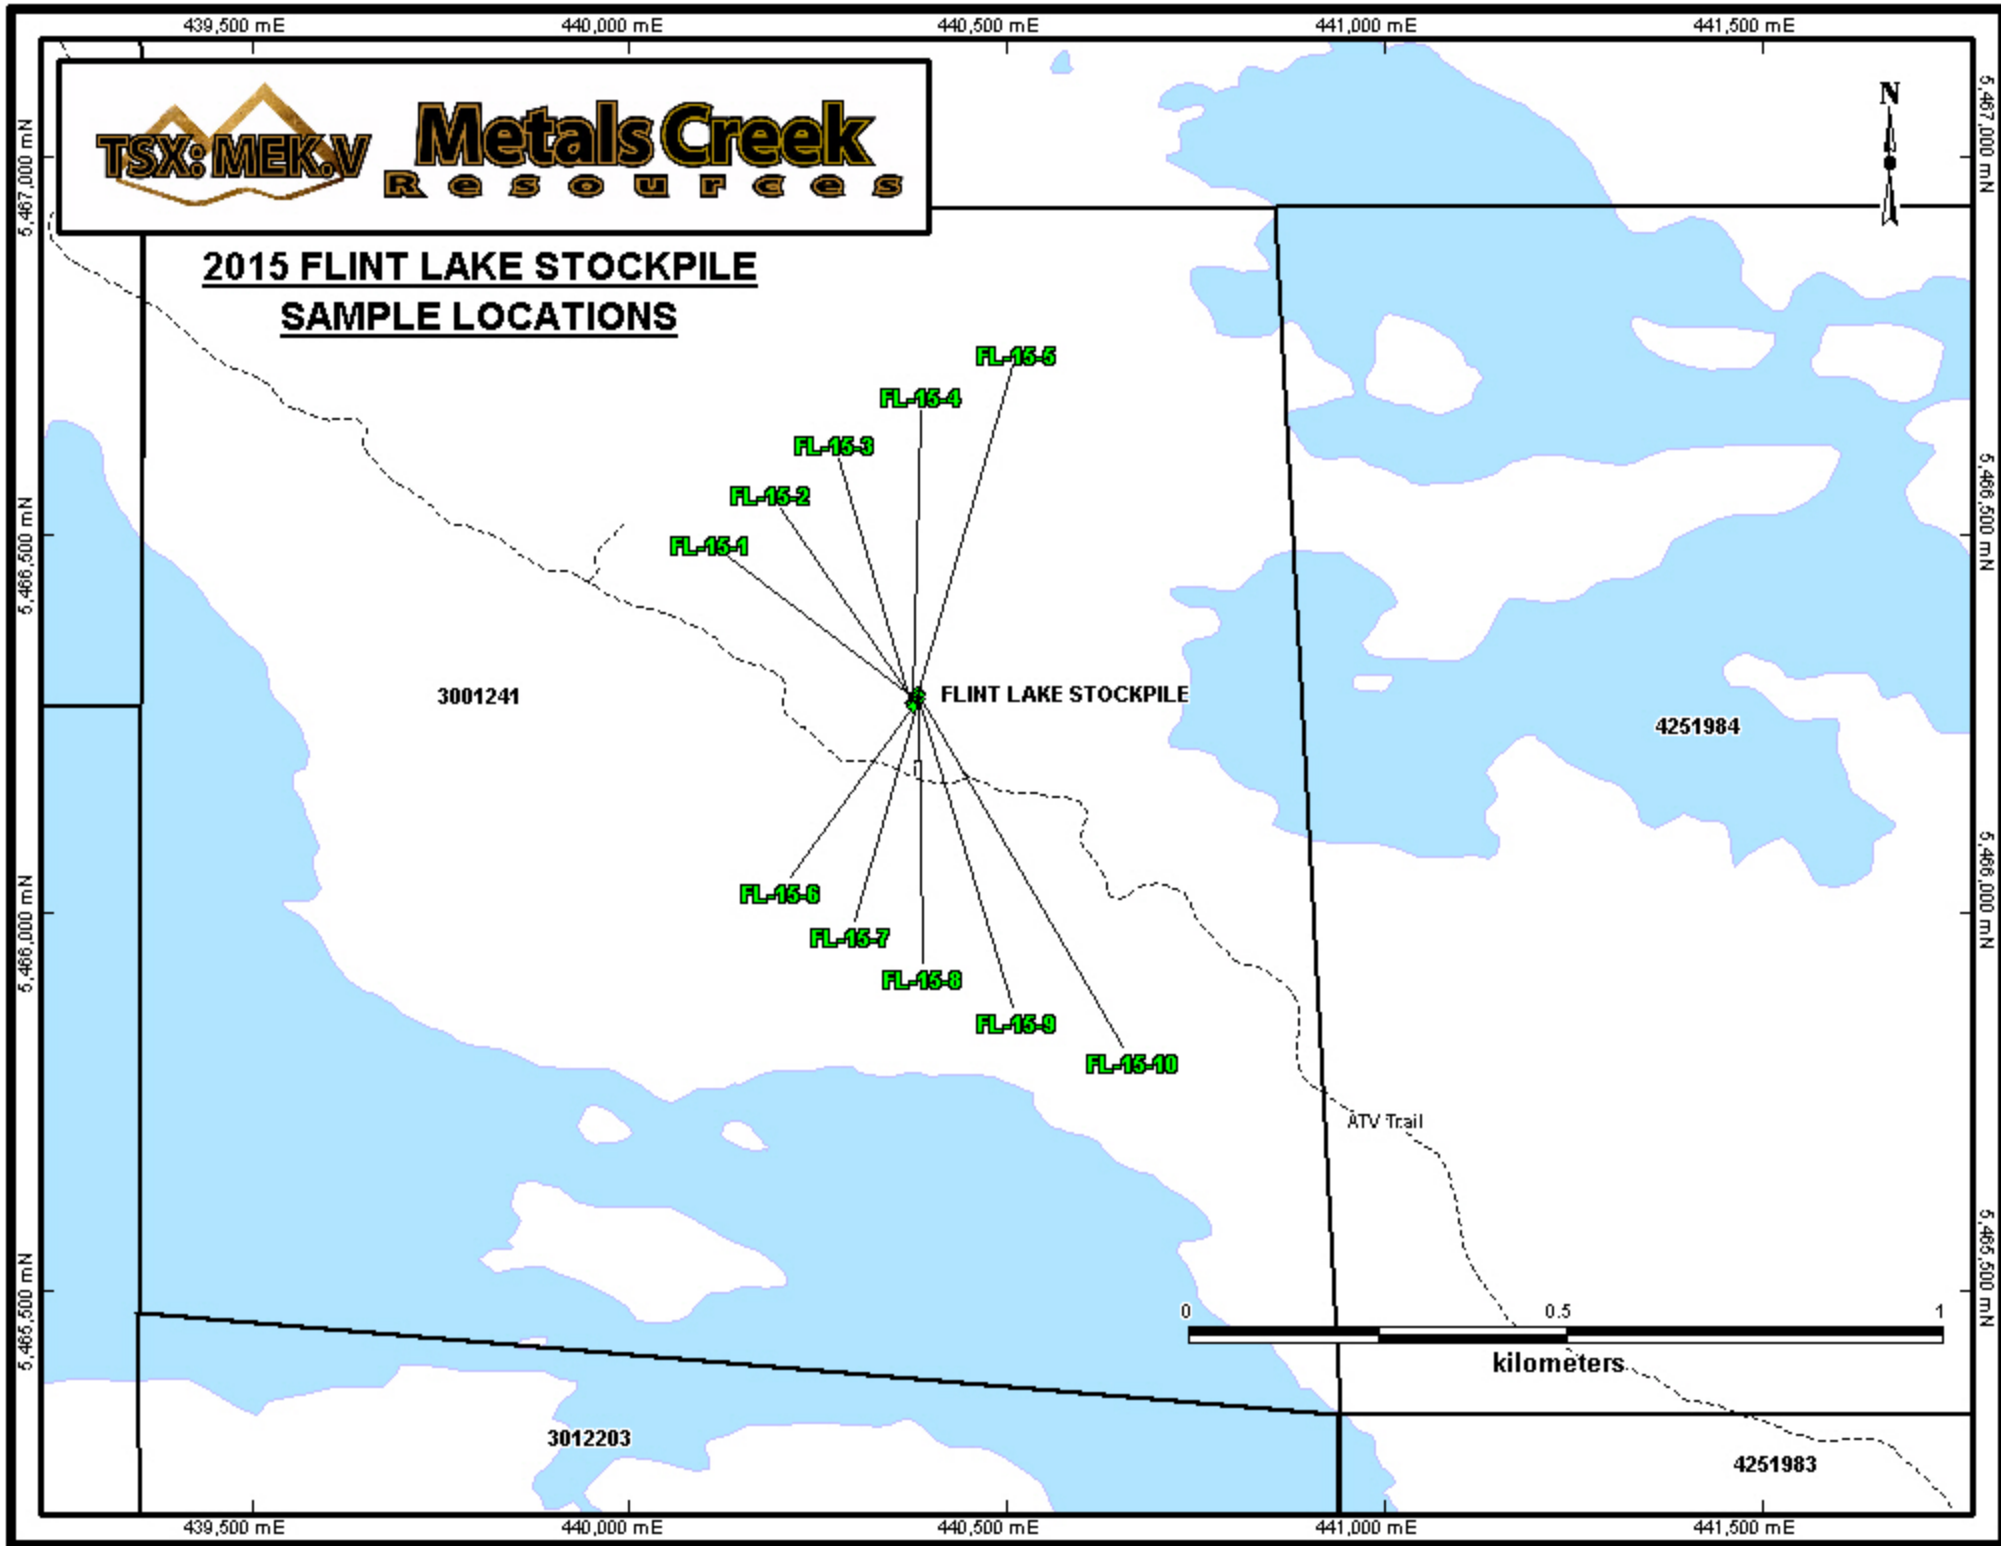 439,500 mE 440,000 mE 440,500 mE 441,000 mE 441,500 mE
5,467,000 mN
5,467,000 mN
N
TSX: MEK.V
Metals Creek
Resources
2015 FLINT LAKE STOCKPILE
SAMPLE LOCATIONS
FL-15-5
FL-15-4
FL-15-3
FL-15-2
FL-15-1
5,466,500 mN
5,466,500 mN
3001241
FLINT LAKE STOCKPILE
4251984
FL-15-6
FL-15-7
FL-15-8
FL-15-9
FL-15-10
5,466,000 mN
5,466,000 mN
ATV Trail
5,465,500 mN
5,465,500 mN
0 0.5 1
kilometers
3012203
4251983
439,500 mE 440,000 mE 440,500 mE 441,000 mE 441,500 mE